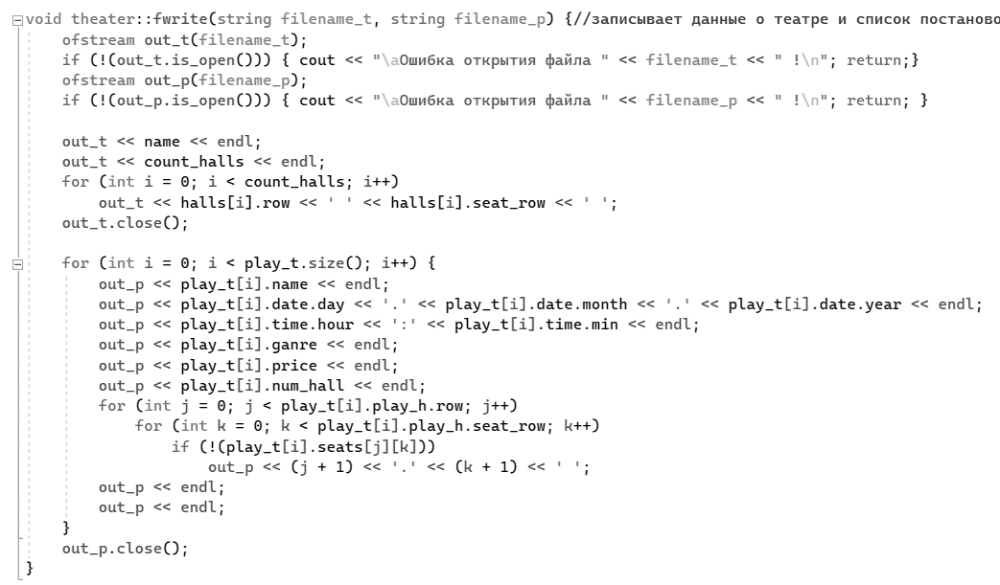 void theater::fwrite(string filename_t, string filename_p) {//записывает данные о театре и список
    ofstream out_t(filename_t);
    if (!(out_t.is_open())) { cout << "\aОшибка открытия файла " << filename_t << " !\n"; return;}
    ofstream out_p(filename_p);
    if (!(out_p.is_open())) { cout << "\aОшибка открытия файла " << filename_p << " !\n"; return; }
    out_t << name << endl;
    out_t << count_halls << endl;
    for (int i = 0; i < count_halls; i++)
        out_t << halls[i].row << ' ' << halls[i].seat_row << ' ';
    out_t.close();
    for (int i = 0; i < play_t.size(); i++) {
        out_p << play_t[i].name << endl;
        out_p << play_t[i].date.day << '.' << play_t[i].date.month << '.' << play_t[i].date.year << endl;
        out_p << play_t[i].time.hour << ':' << play_t[i].time.min << endl;
        out_p << play_t[i].ganre << endl;
        out_p << play_t[i].price << endl;
        out_p << play_t[i].num_hall << endl;
        for (int j = 0; j < play_t[i].play_h.row; j++)
            for (int k = 0; k < play_t[i].play_h.seat_row; k++)
                if (!(play_t[i].seats[j][k]))
                    out_p << (j + 1) << '.' << (k + 1) << ' ';
        out_p << endl;
        out_p << endl;
    }
    out_p.close();
}